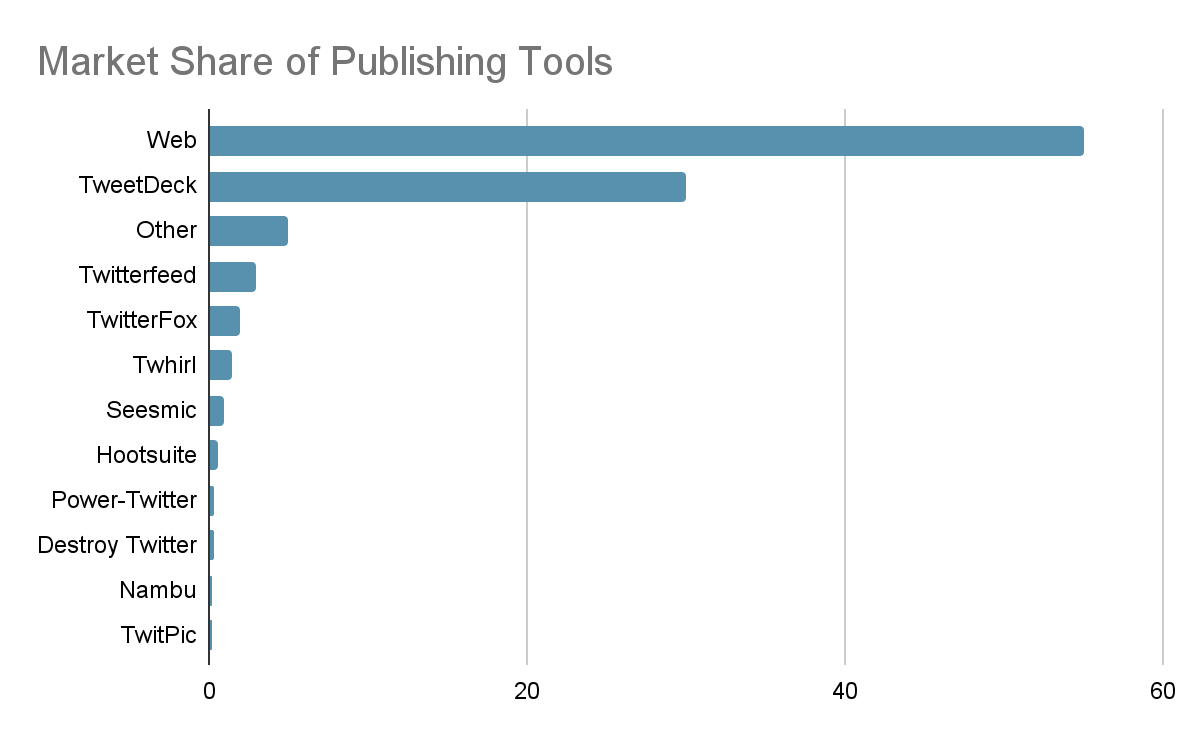 Market Share of Publishing Tools
Web
TweetDeck
Other
Twitterfeed
TwitterFox
Twhirl
Seesmic
Hootsuite
Power-Twitter
Destroy Twitter
Nambu
TwitPic
0 20 40 60